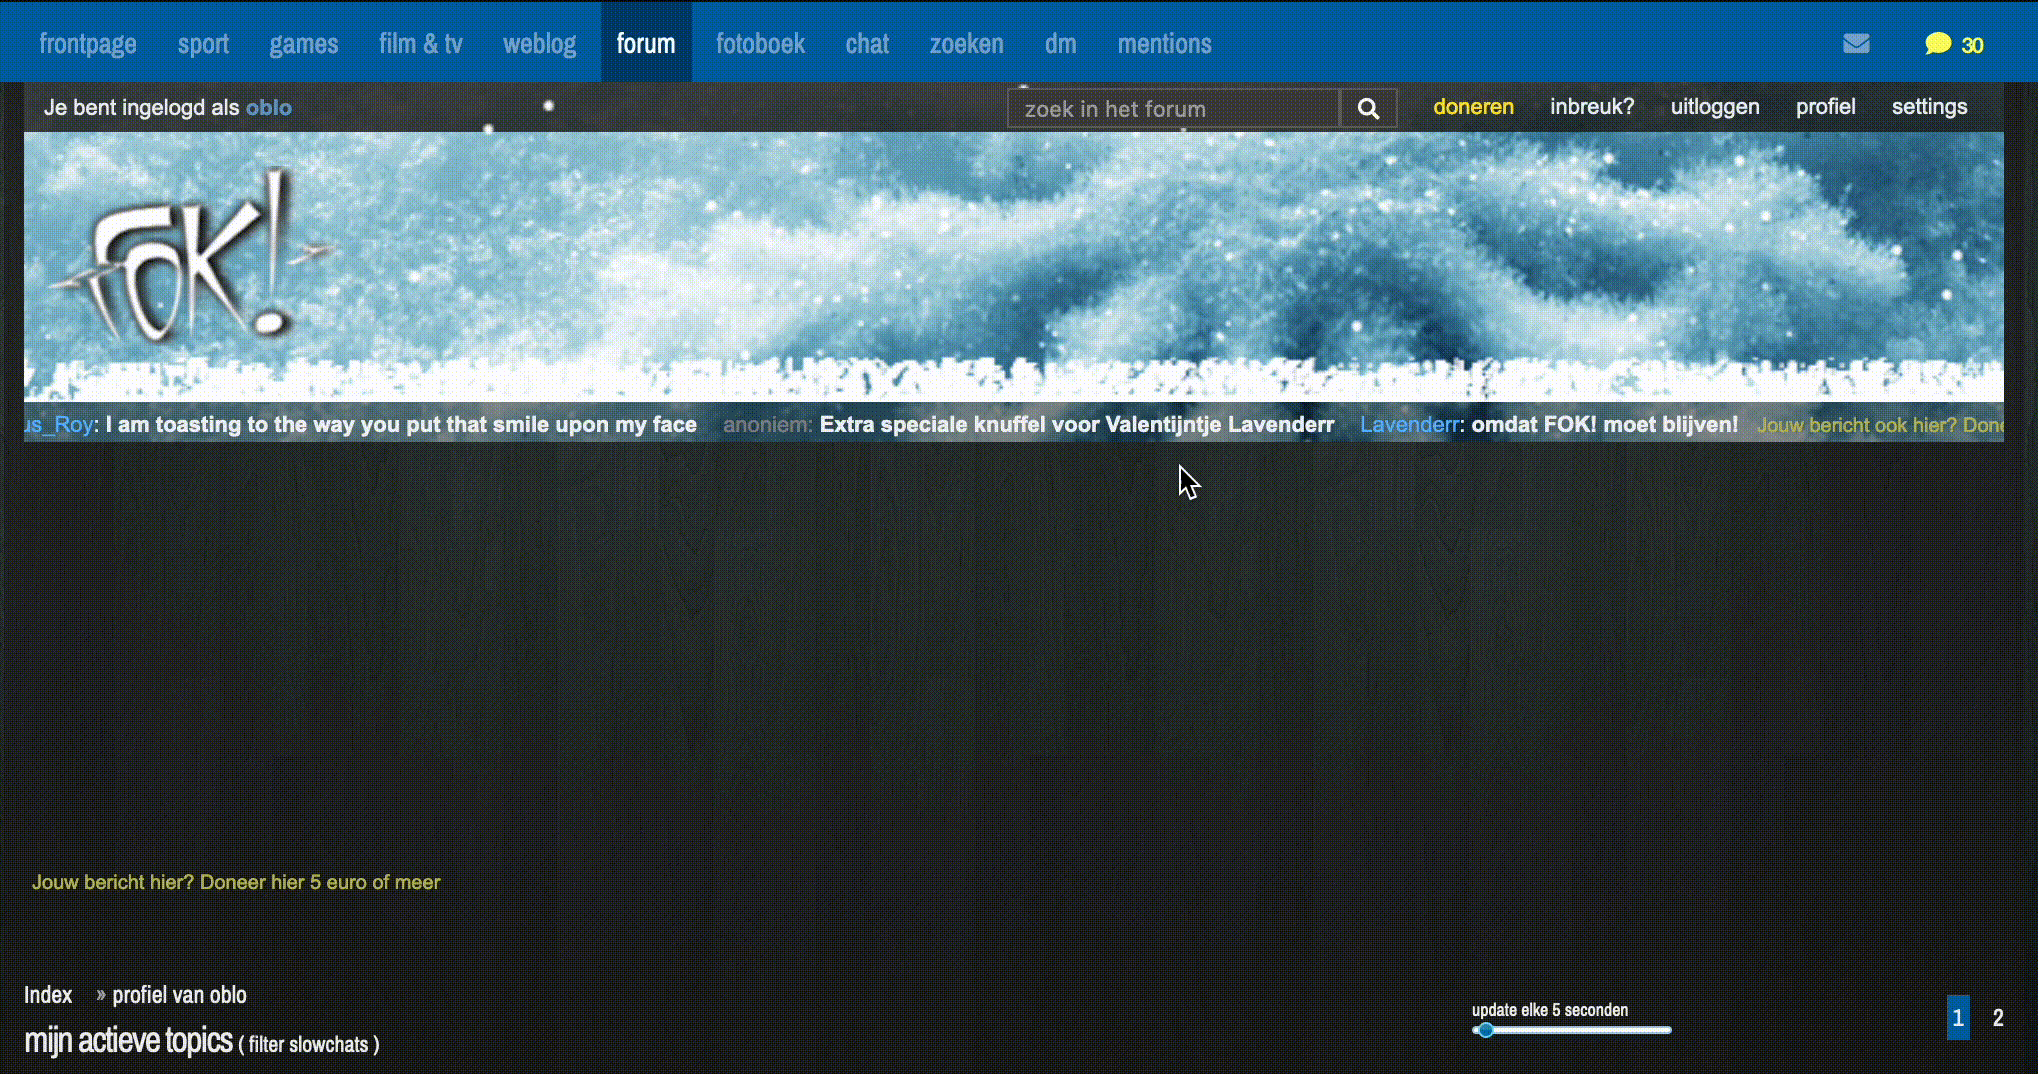 frontpage sport games film & tv weblog forum fotoboek chat zoeken dm mentions 30
Je bent ingelogd als oblo zoek in het forum doneren inbreuk? uitloggen profiel settings
FOK!
us_Roy: I am toasting to the way you put that smile upon my face anoniem: Extra speciale knuffel voor Valentijntje Lavenderr Lavenderr: omdat FOK! moet blijven! Jouw bericht ook hier? Done
Jouw bericht hier? Doneer hier 5 euro of meer
Index » profiel van oblo
update elke 5 seconden
1 2
mijn actieve topics ( filter slowchats )